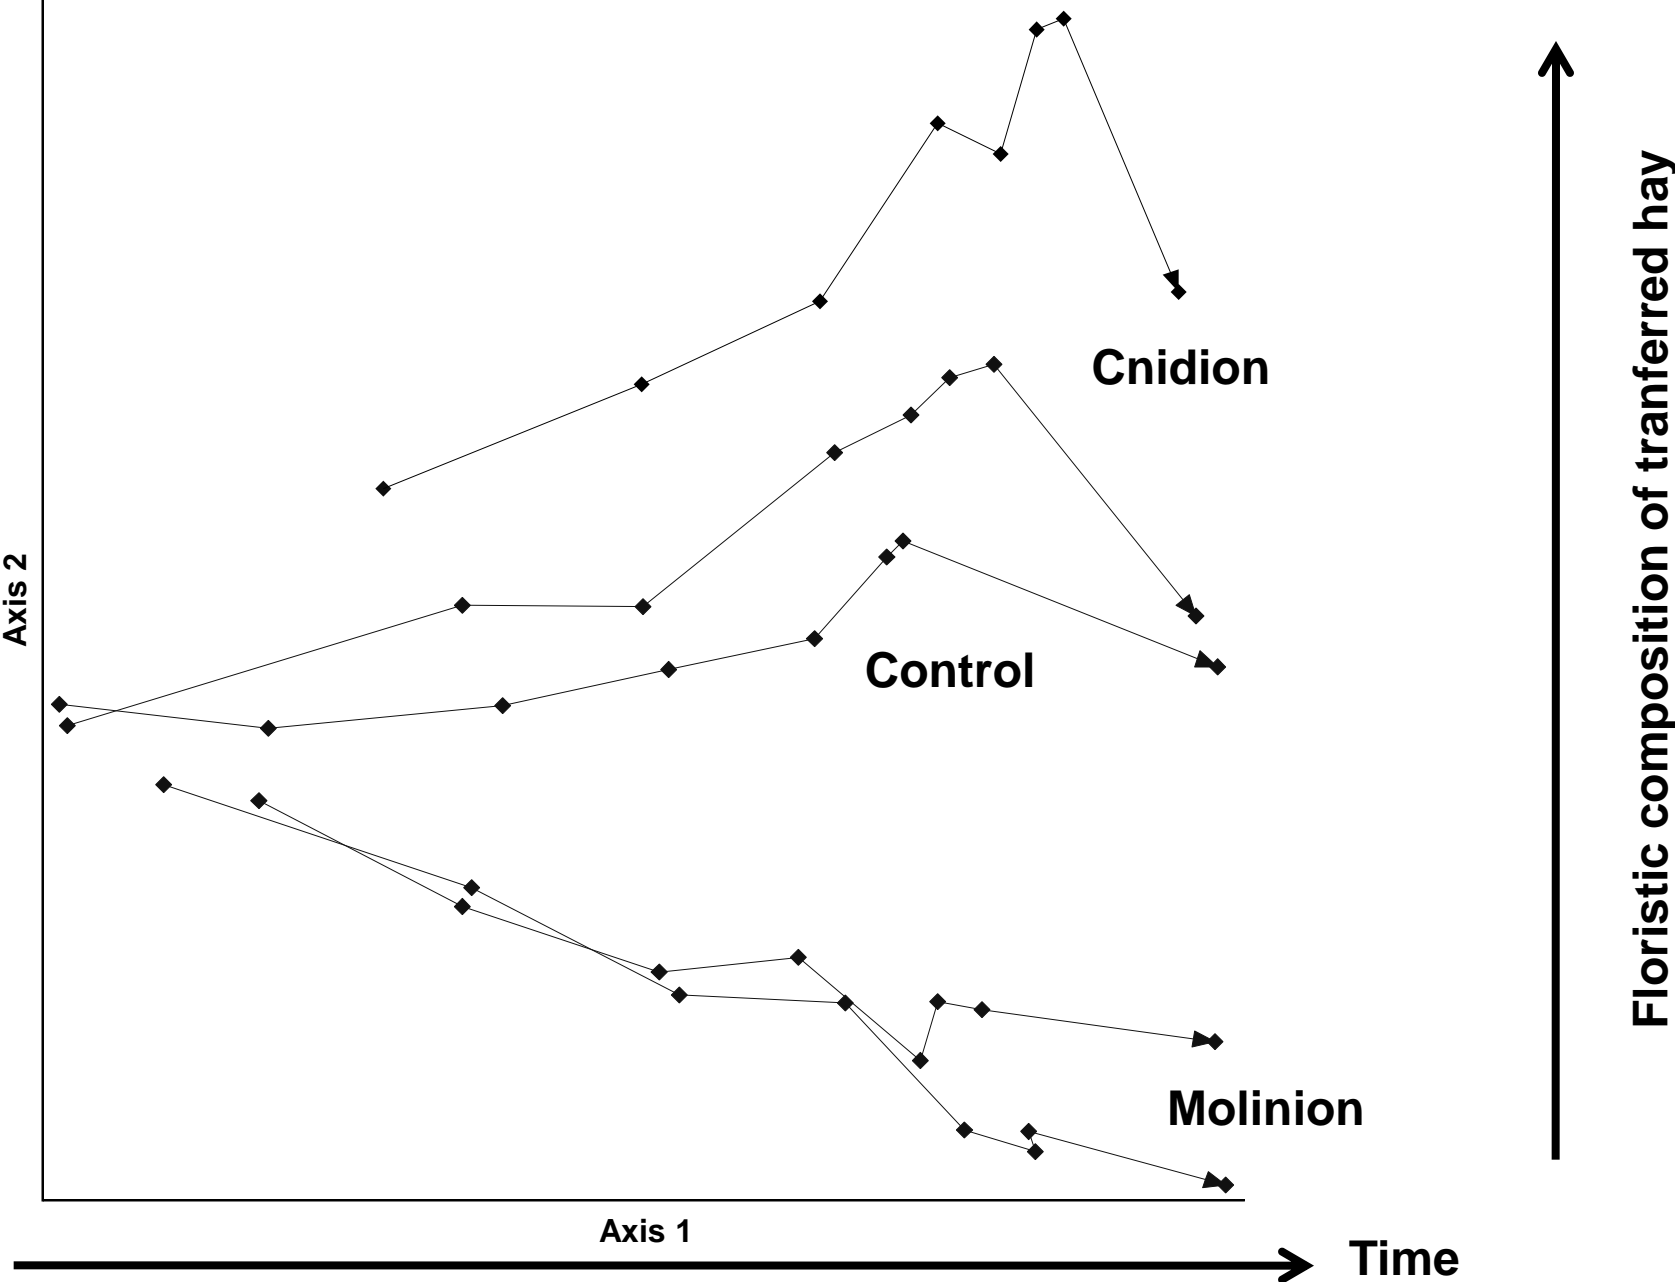 Cnidion
Control
Molinion
Axis 2
Axis 1
Time
Floristic composition of tranferred hay